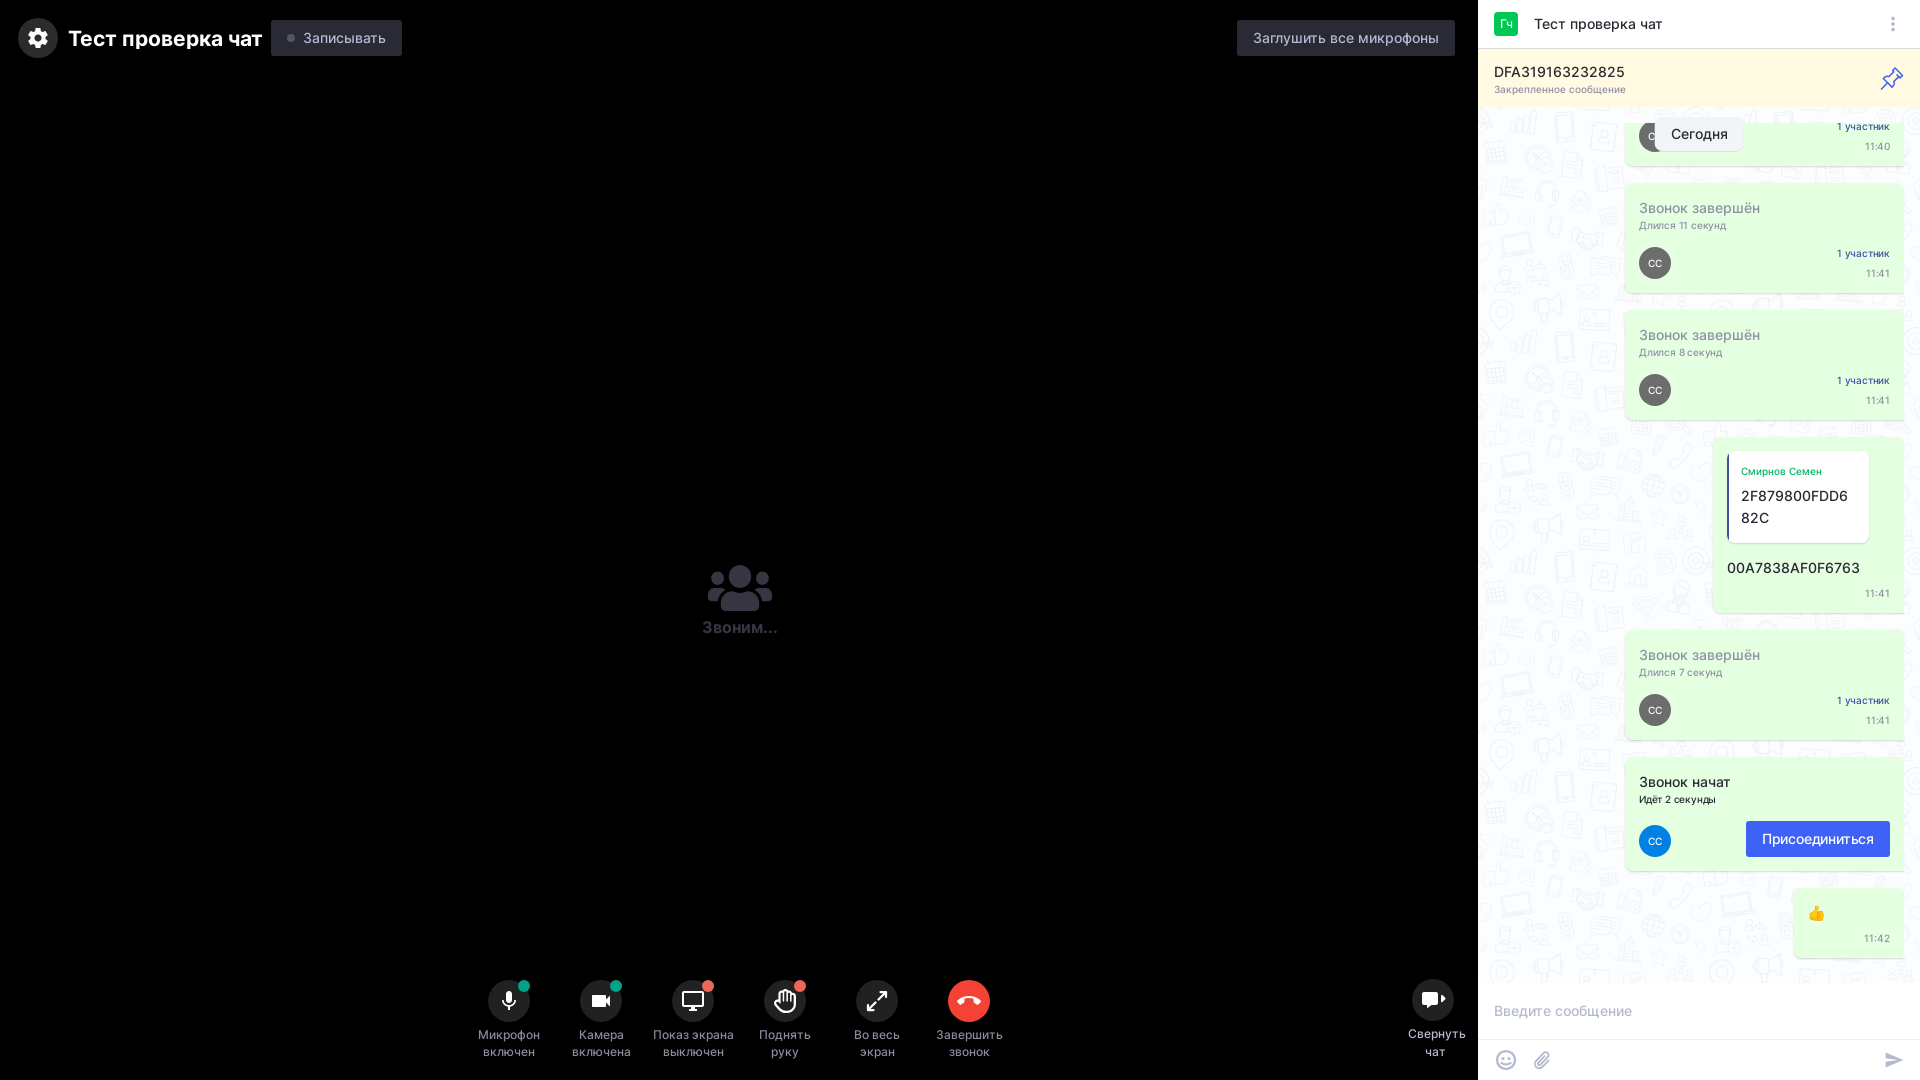 Тест проверка чат
Записывать
Заглушить все микрофоны
Звоним...
Микрофон
включен
Камера
включена
Показ экрана
выключен
Поднять
руку
Во весь
экран
Завершить
звонок
Свернуть
чат
Гч
Тест проверка чат
DFA319163232825
Закрепленное сообщение
Сегодня
1 участник
11:40
Звонок завершён
Длился 11 секунд
СС
1 участник
11:41
Звонок завершён
Длился 8 секунд
СС
1 участник
11:41
Смирнов Семен
2F879800FDD6
82C
00A7838AF0F6763
11:41
Звонок завершён
Длился 7 секунд
СС
1 участник
11:41
Звонок начат
Идёт 2 секунды
СС
Присоединиться
👍
11:42
Введите сообщение